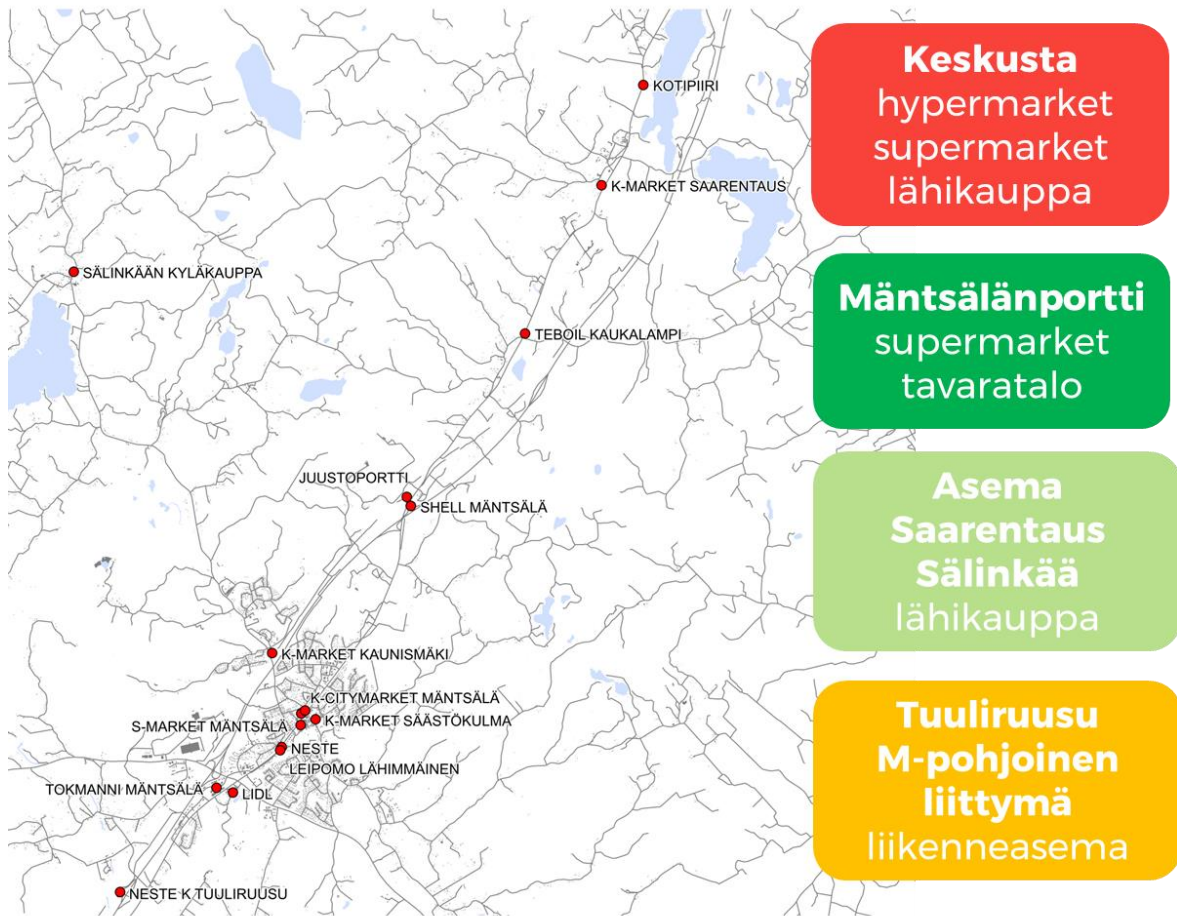 KOTIPIIRI
K-MARKET SAARENTAUS
SÄLINKÄÄN KYLÄKAUPPA
TEBOIL KAUKALAMPI
JUUSTOPORTTI
SHELL MÄNTSÄLÄ
K-MARKET KAUNISMÄKI
K-CITYMARKET MÄNTSÄLÄ
K-MARKET SÄÄSTÖKULMA
S-MARKET MÄNTSÄLÄ
NESTE
LEIPOMO LÄHIMMÄINEN
TOKMANNI MÄNTSÄLÄ
LIDL
NESTE K TUULIRUUSU
Keskusta
hypermarket
supermarket
lähikauppa
Mäntsälänportti
supermarket
tavaratalo
Asema
Saarentaus
Sälinkää
lähikauppa
Tuuliruusu
M-pohjoinen
liittymä
liikenneasema